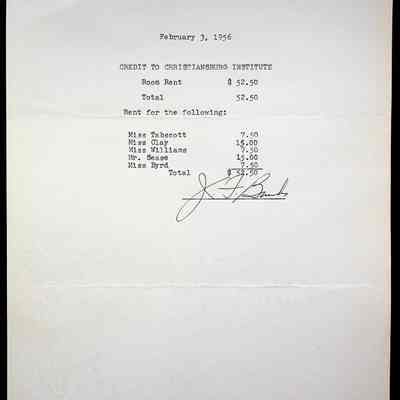 February 3, 1956
CREDIT TO CHRISTIANSBURG INSTITUTE
Room Rent $ 52.50
Total 52.50
Rent for the following:
Miss Tabscott 7.50
Miss Clay 15.00
Miss Williams 7.50
Mr. Sease 15.00
Miss Byrd 7.50
Total $ 52.50
J. F. Banks